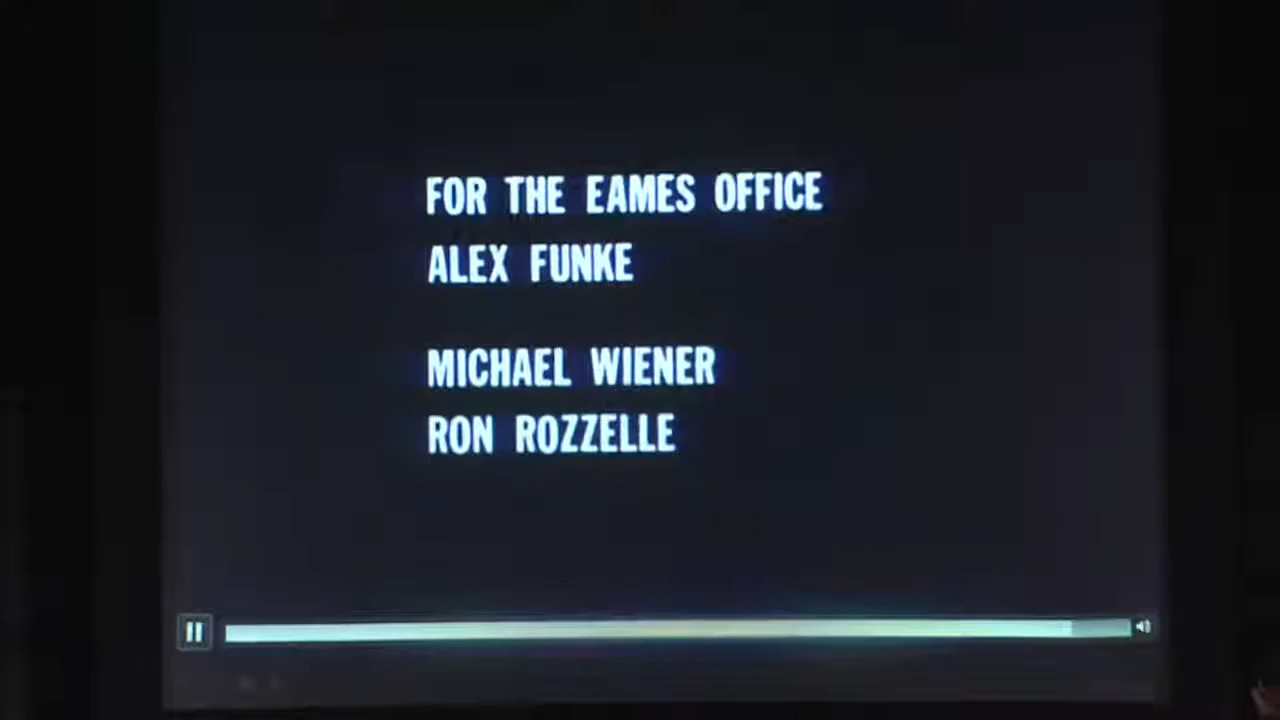 FOR THE EAMES OFFICE
ALEX FUNKE
MICHAEL WIENER
RON ROZZELLE